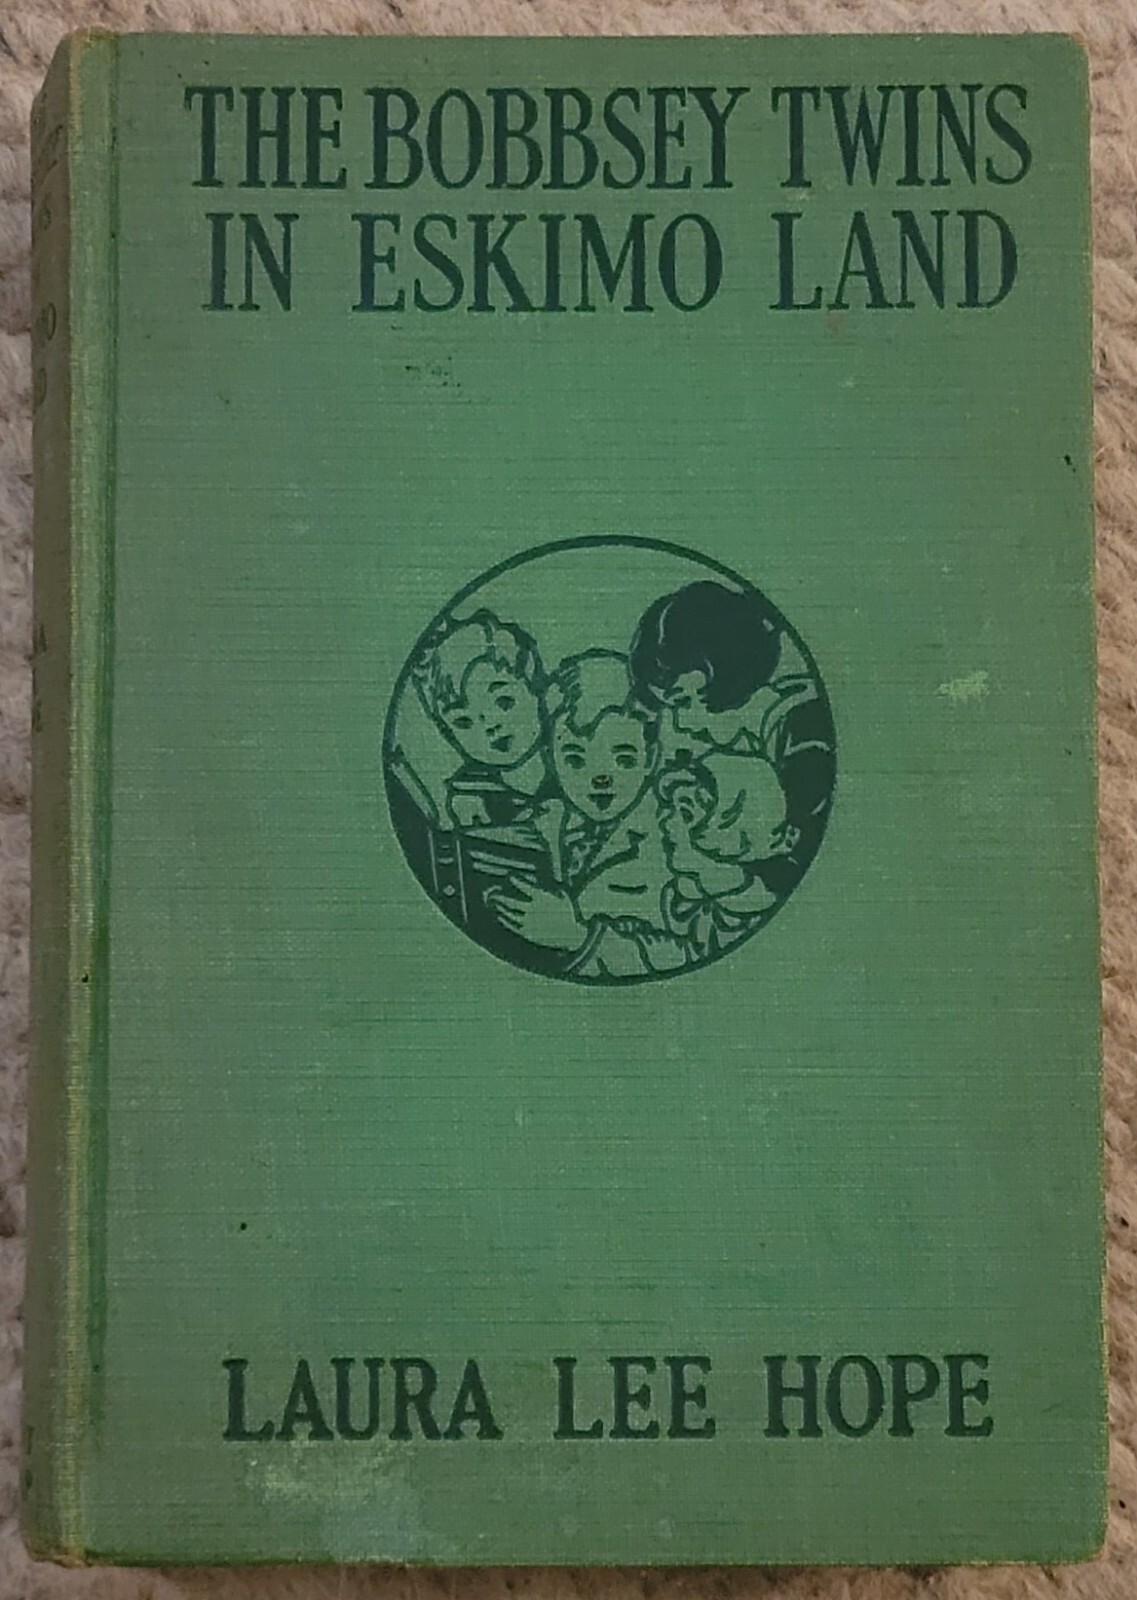 THE BOBBSEY TWINS
IN ESKIMO LAND
LAURA LEE HOPE